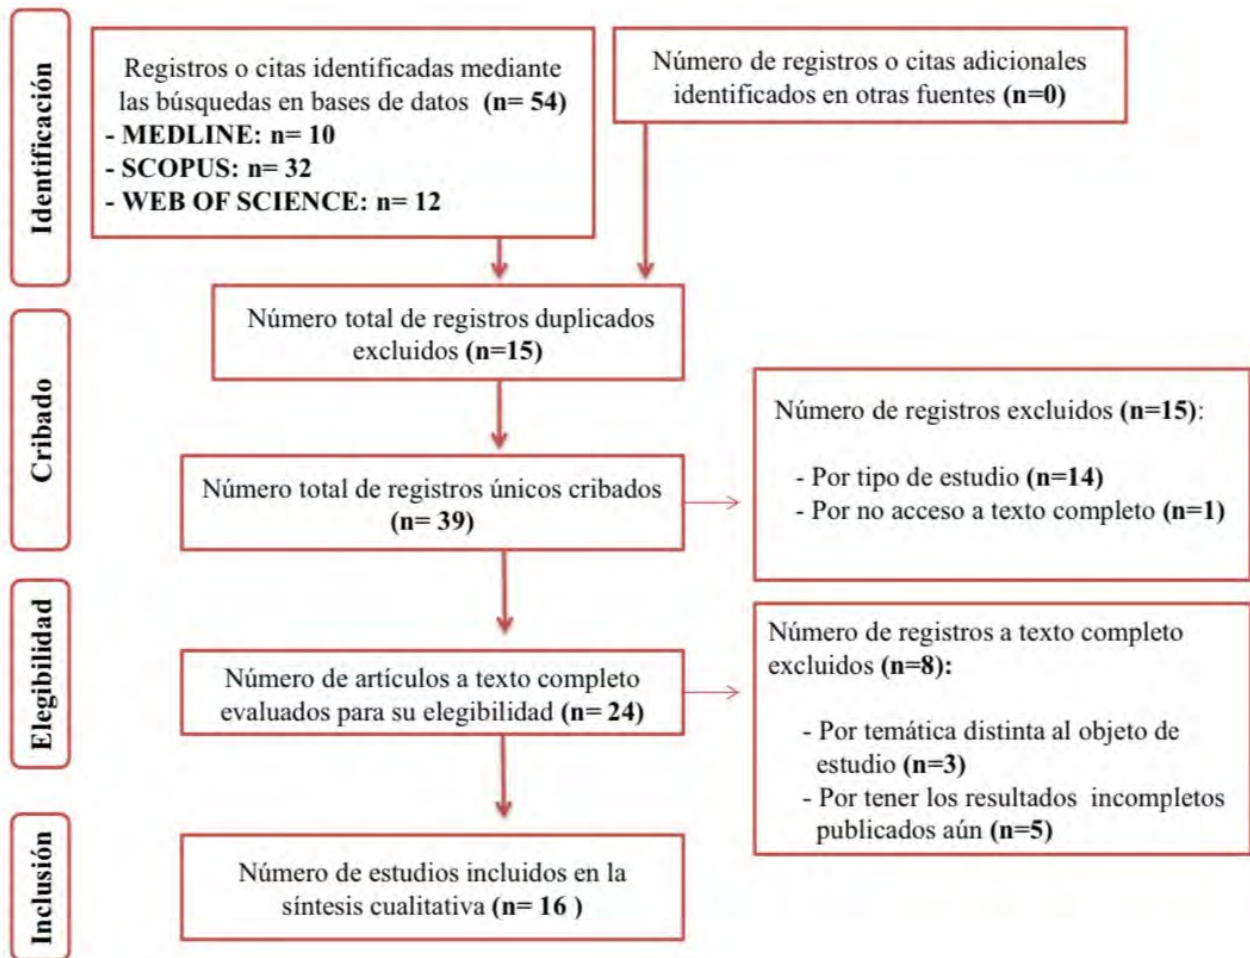 Identificación
Registros o citas identificadas mediante
las búsquedas en bases de datos (n= 54)
- MEDLINE: n= 10
- SCOPUS: n= 32
- WEB OF SCIENCE: n= 12
Número de registros o citas adicionales
identificados en otras fuentes (n=0)
Cribado
Número total de registros duplicados
excluidos (n=15)
Número total de registros únicos cribados
(n= 39)
Número de registros excluidos (n=15):
- Por tipo de estudio (n=14)
- Por no acceso a texto completo (n=1)
Elegibilidad
Número de artículos a texto completo
evaluados para su elegibilidad (n= 24)
Número de registros a texto completo
excluidos (n=8):
- Por temática distinta al objeto de
estudio (n=3)
- Por tener los resultados  incompletos
publicados aún (n=5)
Inclusión
Número de estudios incluidos en la
síntesis cualitativa (n= 16 )